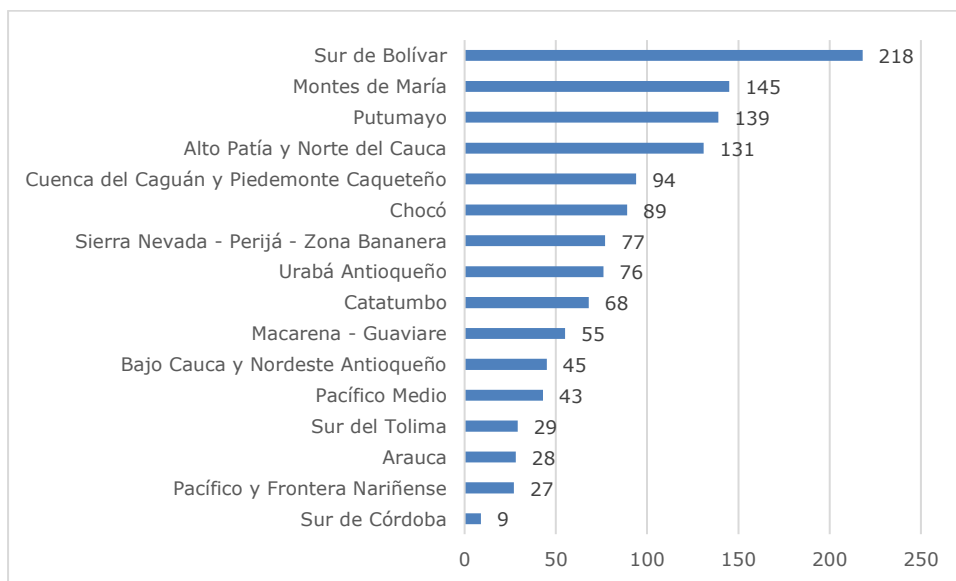 Sur de Bolívar 218
Montes de María 145
Putumayo 139
Alto Patía y Norte del Cauca 131
Cuenca del Caguán y Piedemonte Caqueteño 94
Chocó 89
Sierra Nevada - Perijá - Zona Bananera 77
Urabá Antioqueño 76
Catatumbo 68
Macarena - Guaviare 55
Bajo Cauca y Nordeste Antioqueño 45
Pacífico Medio 43
Sur del Tolima 29
Arauca 28
Pacífico y Frontera Nariñense 27
Sur de Córdoba 9
0 50 100 150 200 250